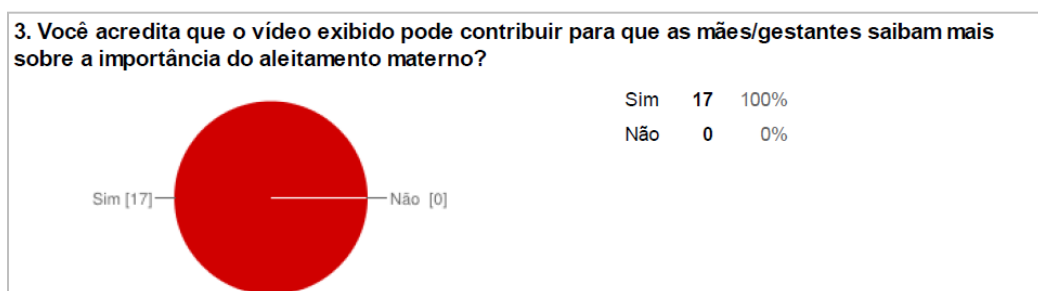 3. Você acredita que o vídeo exibido pode contribuir para que as mães/gestantes saibam mais
sobre a importância do aleitamento materno?
Sim 17 100%
Não 0 0%
Sim [17]
Não [0]